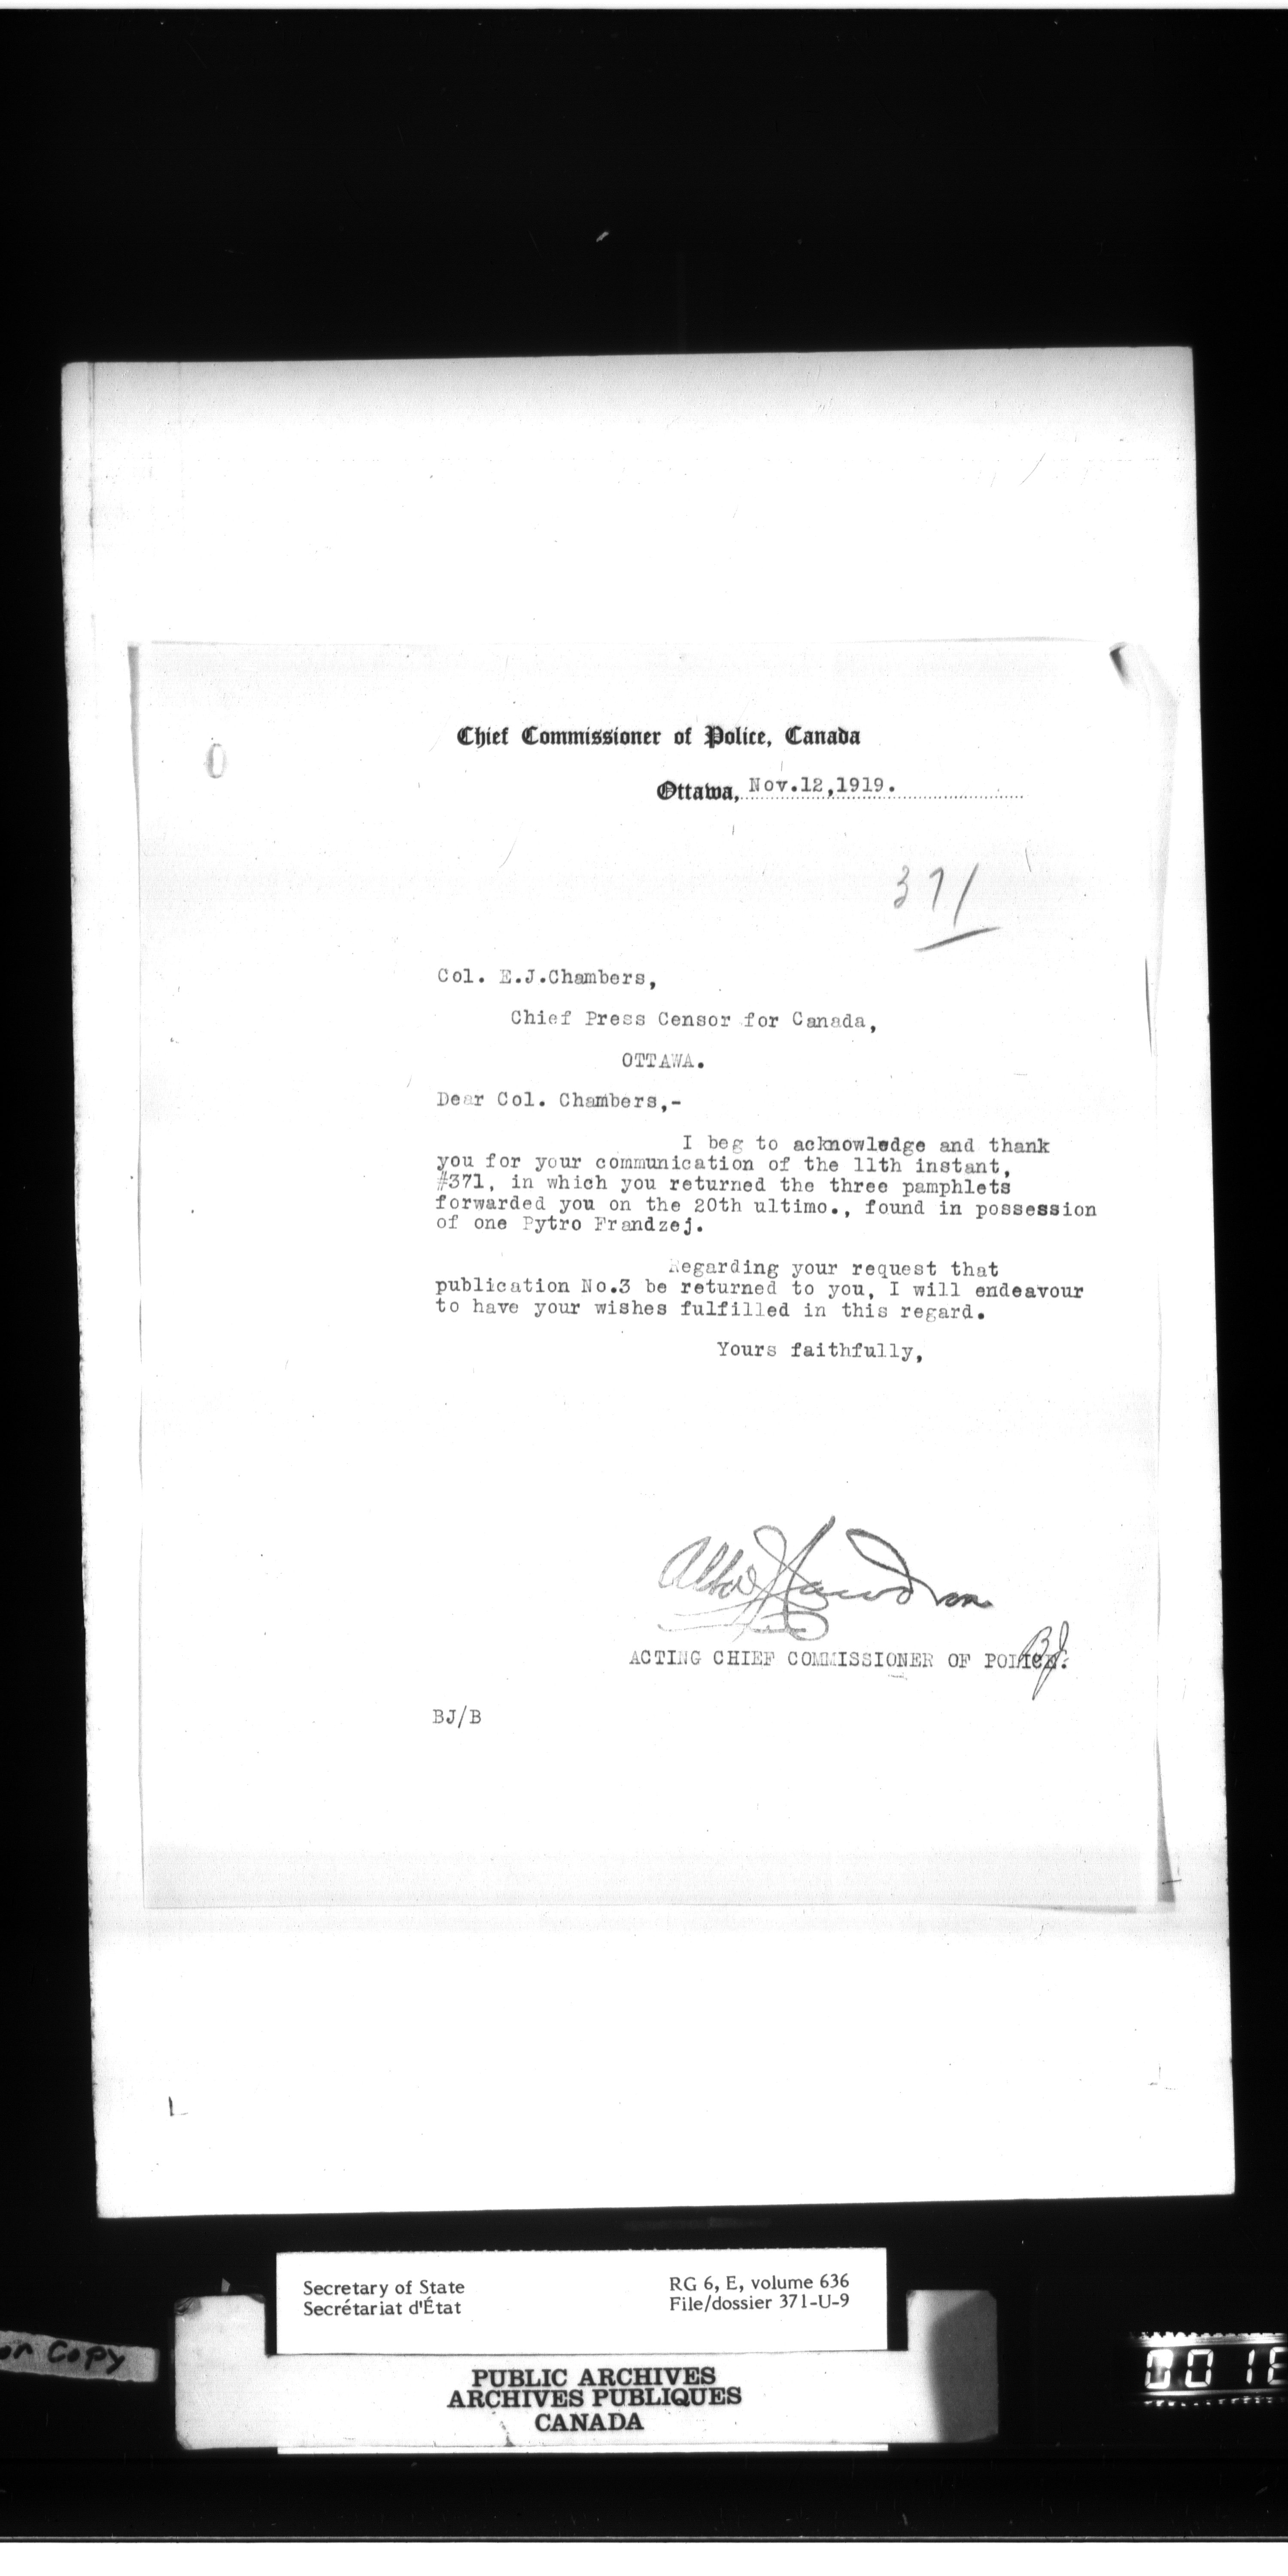 Chief Commissioner of Police, Canada
Ottawa, Nov.12,1919.
371
Col. E.J.Chambers,
Chief Press Censor for Canada,
OTTAWA.
Dear Col. Chambers,-
I beg to acknowledge and thank
you for your communication of the 11th instant,
#371, in which you returned the three pamphlets
forwarded you on the 20th ultimo., found in possession
of one Pytro Frandzej.
Regarding your request that
publication No.3 be returned to you, I will endeavour
to have your wishes fulfilled in this regard.
Yours faithfully,
ACTING CHIEF COMMISSIONER OF POLICE.
BJ
BJ/B
Secretary of State
Secrétariat d'État
RG 6, E, volume 636
File/dossier 371-U-9
Copy
PUBLIC ARCHIVES
ARCHIVES PUBLIQUES
CANADA